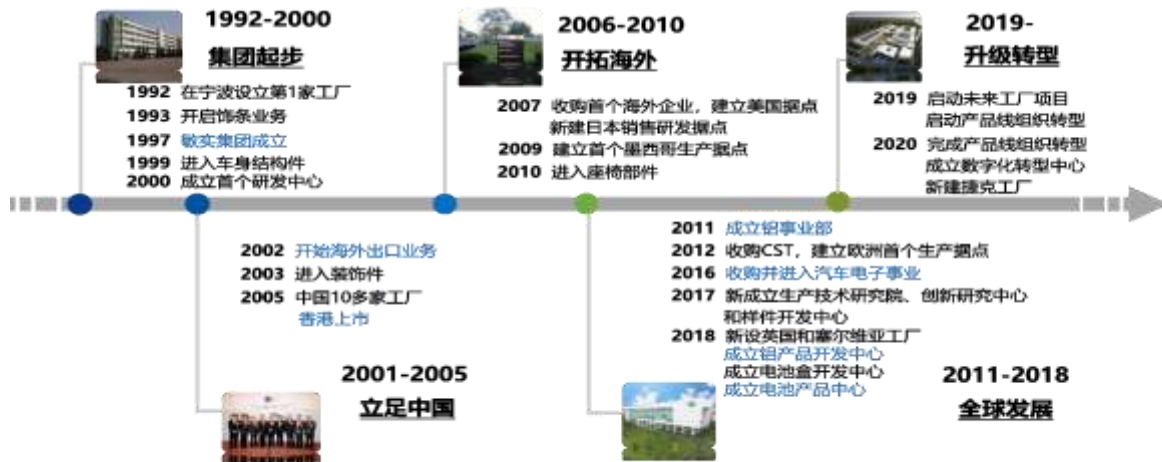 1992-2000
集团起步
1992 在宁波设立第1家工厂
1993 开启饰条业务
1997 敏实集团成立
1999 进入车身结构件
2000 成立首个研发中心
2006-2010
开拓海外
2007 收购首个海外企业，建立美国据点
新建日本销售研发据点
2009 建立首个墨西哥生产据点
2010 进入座椅部件
2019-
升级转型
2019 启动未来工厂项目
启动产品线组织转型
2020 完成产品线组织转型
成立数字化转型中心
新建捷克工厂
2002 开始海外出口业务
2003 进入装饰件
2005 中国10多家工厂
香港上市
2001-2005
立足中国
2011 成立铝事业部
2012 收购CST，建立欧洲首个生产据点
2016 收购并进入汽车电子事业
2017 新成立生产技术研究院、创新研究中心
和样件开发中心
2018 新设英国和塞尔维亚工厂
成立铝产品开发中心
成立电池盒开发中心
成立电池产品中心
2011-2018
全球发展